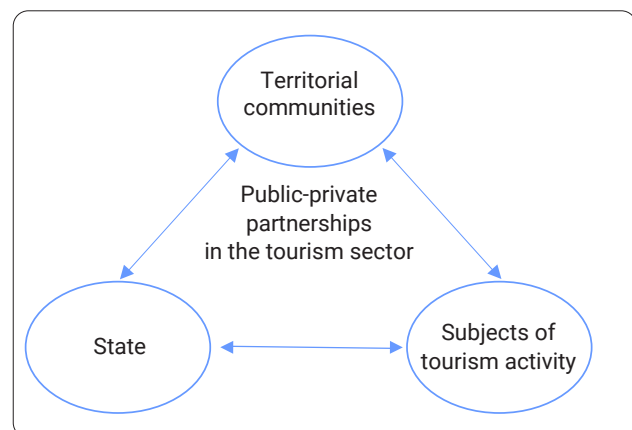 Territorial
communities
Public-private
partnerships
in the tourism sector
State
Subjects of
tourism activity